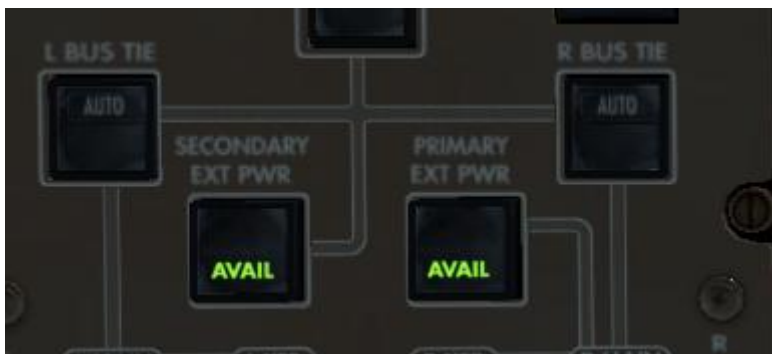 L BUS TIE
R BUS TIE
AUTO
AUTO
SECONDARY
EXT PWR
PRIMARY
EXT PWR
AVAIL
AVAIL
R